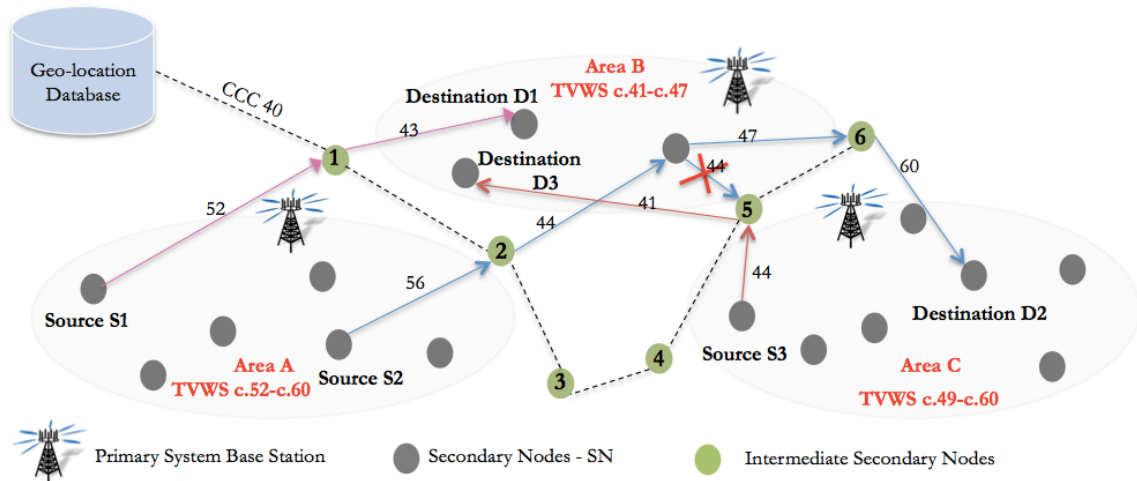 Geo-location
Database
CCC 40
Area B
TVWS c.41-c.47
Destination D1
43
47
6
1
44
60
Destination
D3
41
5
52
44
2
56
44
Source S1
Destination D2
Source S3
4
Area A
Source S2
3
Area C
TVWS c.52-c.60
TVWS c.49-c.60
Primary System Base Station
Secondary Nodes - SN
Intermediate Secondary Nodes